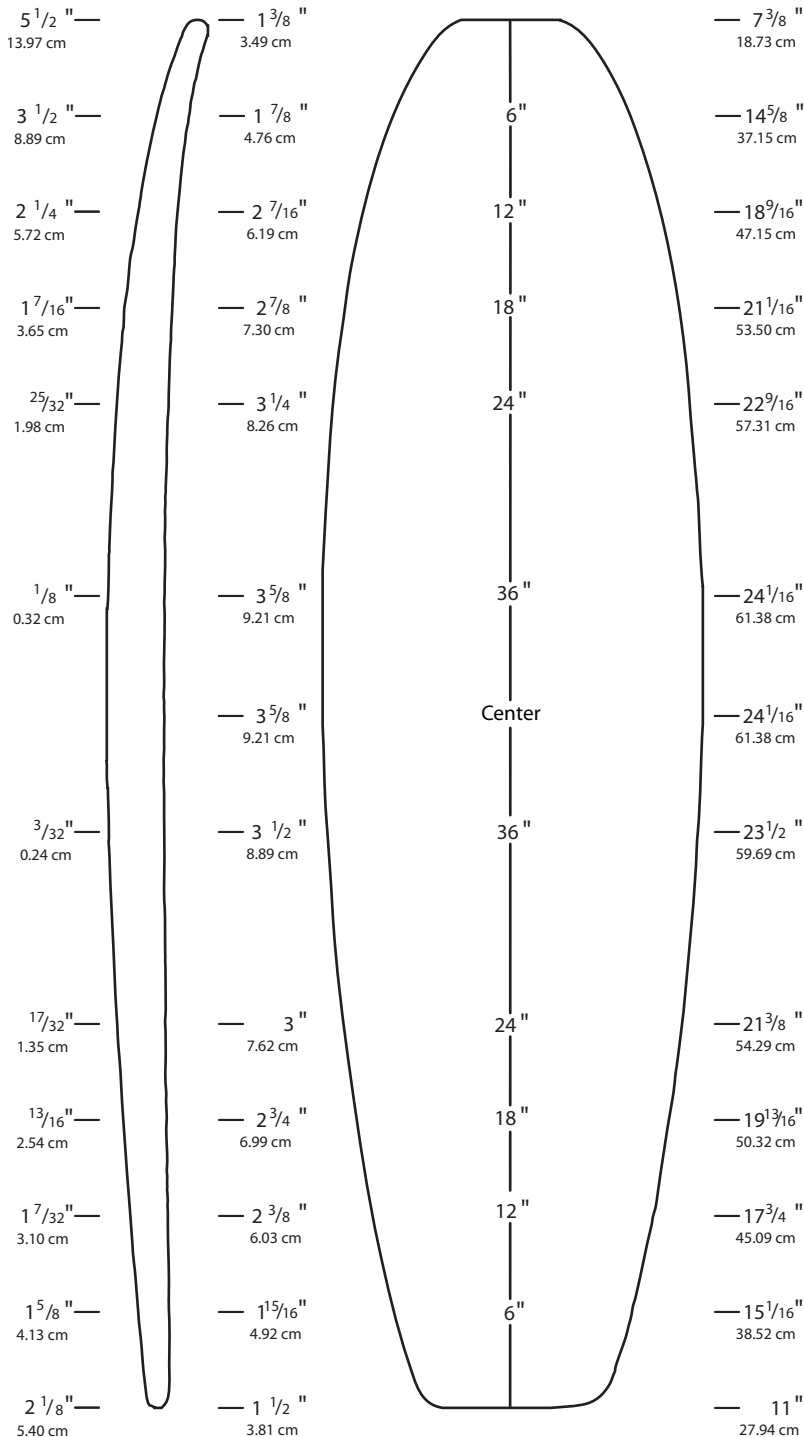 5 1/2 " 1 3/8 " 7 3/8 "
13.97 cm 3.49 cm 18.73 cm
3 1/2 " 1 7/8 " 6" 14 5/8 "
8.89 cm 4.76 cm 37.15 cm
2 1/4 " 2 7/16 " 12" 18 9/16 "
5.72 cm 6.19 cm 47.15 cm
1 7/16" 2 7/8 " 18" 21 1/16 "
3.65 cm 7.30 cm 53.50 cm
25/32 " 3 1/4 " 24" 22 9/16 "
1.98 cm 8.26 cm 57.31 cm
1/8 " 3 5/8 " 36" 24 1/16"
0.32 cm 9.21 cm 61.38 cm
3 5/8 " Center 24 1/16"
9.21 cm 61.38 cm
3/32" 3 1/2 " 36" 23 1/2 "
0.24 cm 8.89 cm 59.69 cm
17/32" 3" 24" 21 3/8 "
1.35 cm 7.62 cm 54.29 cm
13/16" 2 3/4 " 18" 19 13/16"
2.54 cm 6.99 cm 50.32 cm
1 7/32" 2 3/8 " 12" 17 3/4 "
3.10 cm 6.03 cm 45.09 cm
1 5/8 " 1 15/16" 6" 15 1/16 "
4.13 cm 4.92 cm 38.52 cm
2 1/8 " 1 1/2 " 11"
5.40 cm 3.81 cm 27.94 cm